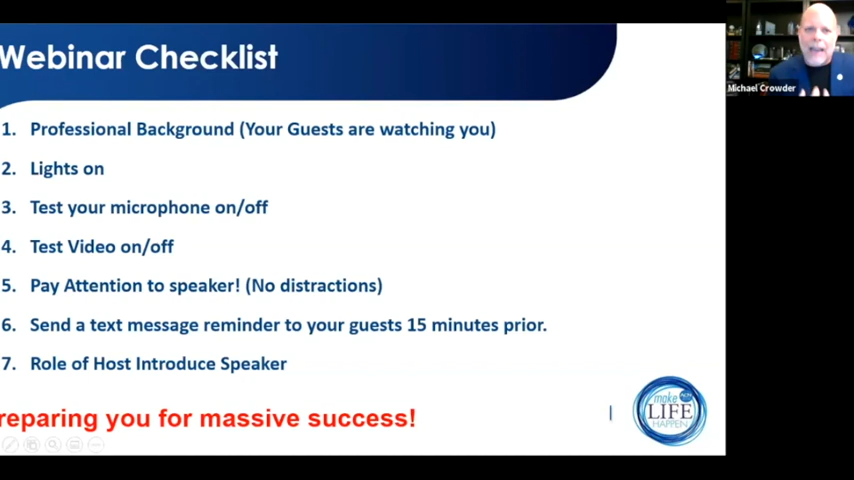 Webinar Checklist
Michael Crowder
1. Professional Background (Your Guests are watching you)
2. Lights on
3. Test your microphone on/off
4. Test Video on/off
5. Pay Attention to speaker! (No distractions)
6. Send a text message reminder to your guests 15 minutes prior.
7. Role of Host Introduce Speaker
reparing you for massive success!
make
LIFE
HAPPEN